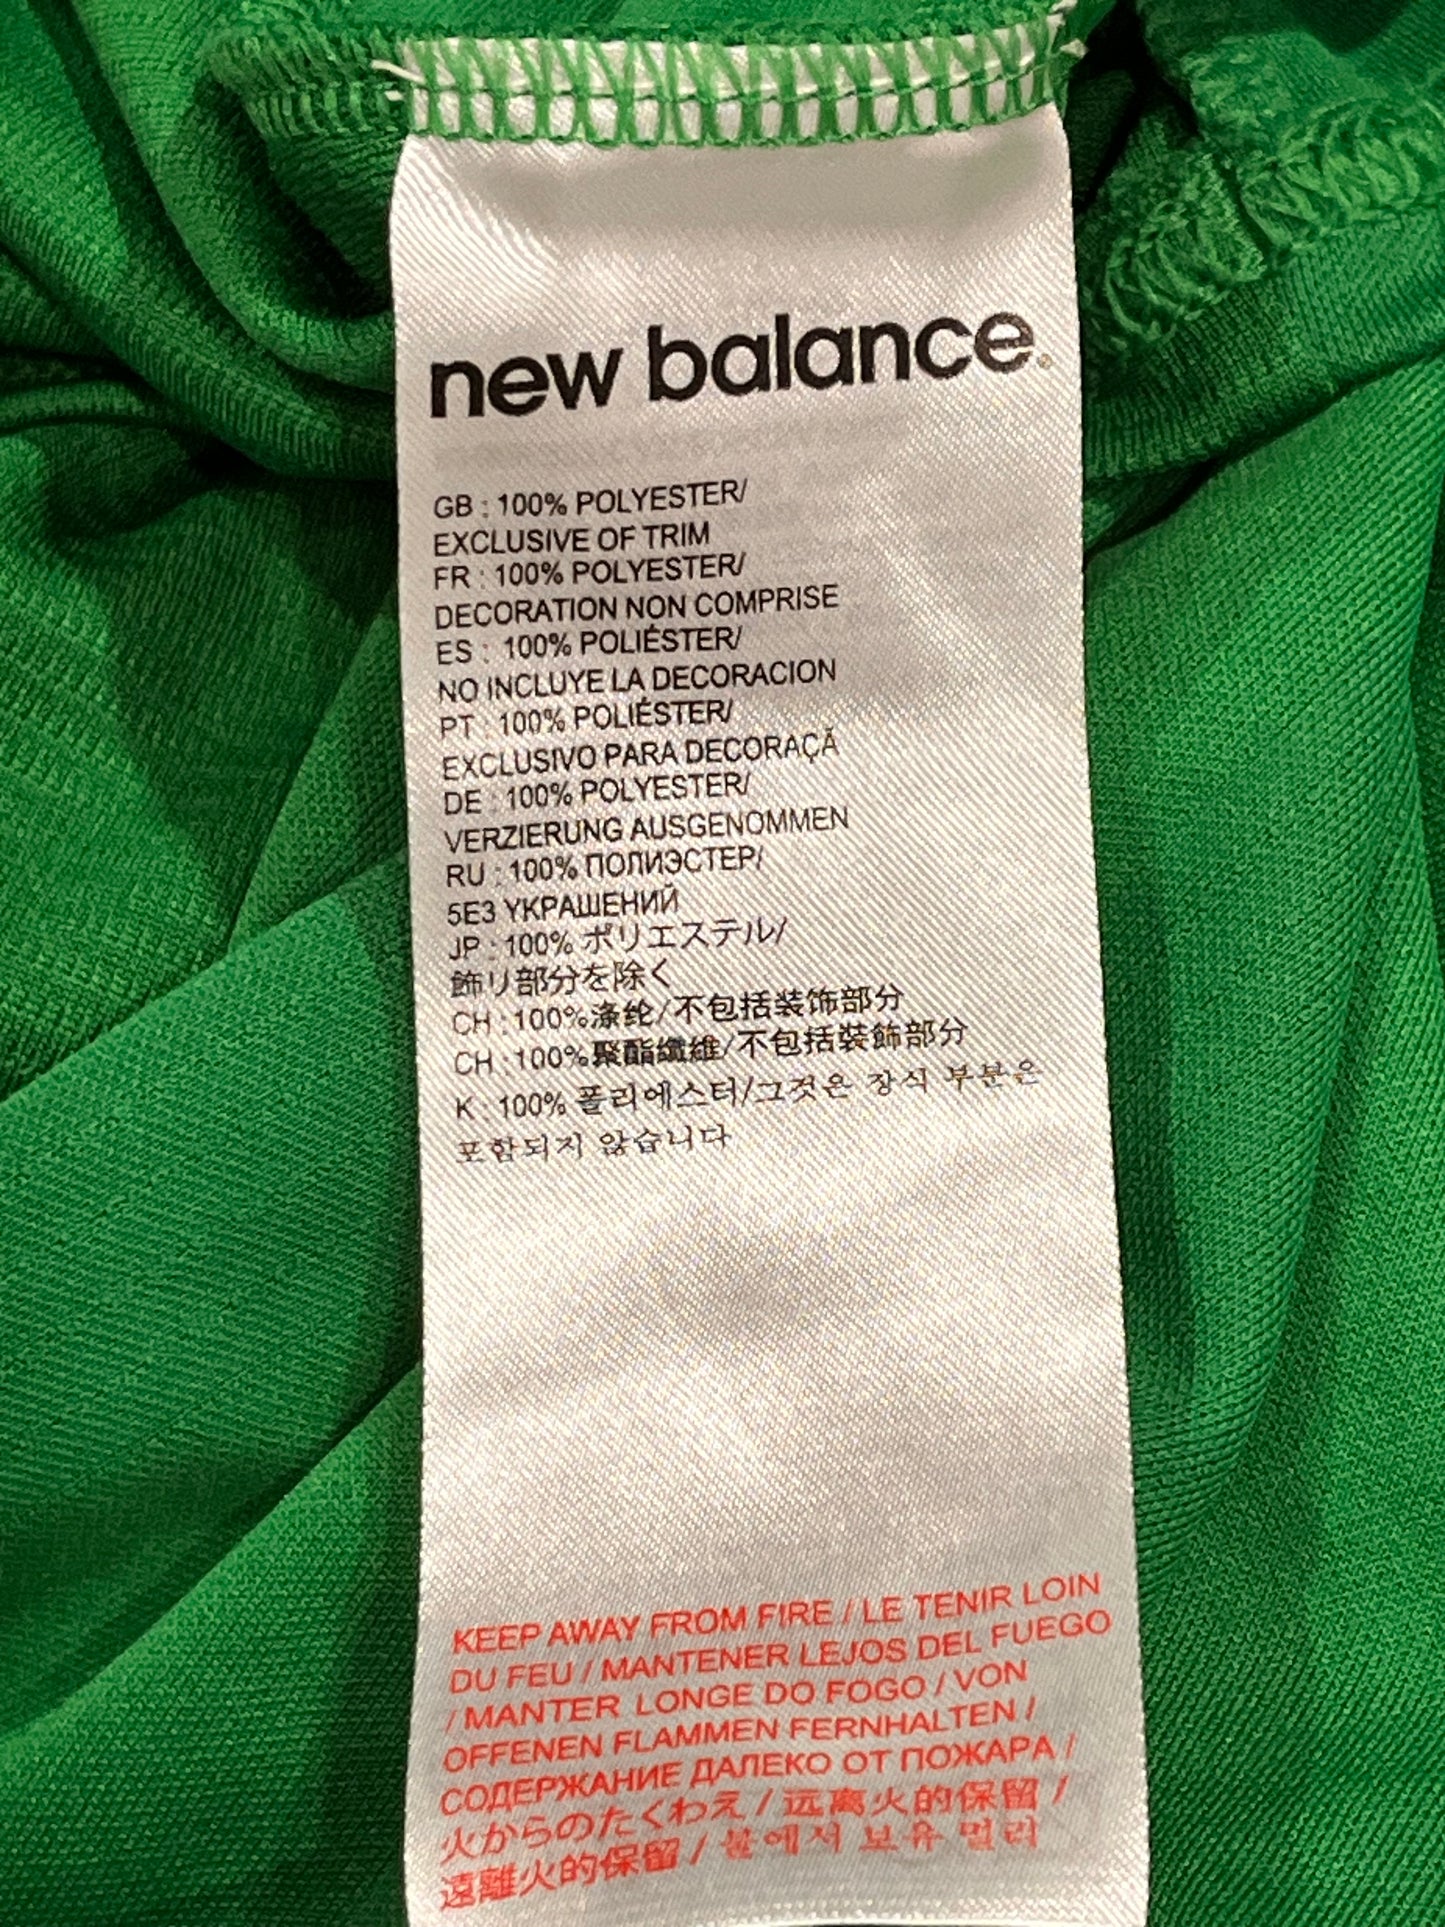 new balance.
GB : 100% POLYESTER/
EXCLUSIVE OF TRIM
FR : 100% POLYESTER/
DECORATION NON COMPRISE
ES : 100% POLIÉSTER/
NO INCLUYE LA DECORACION
PT : 100% POLIÉSTER/
EXCLUSIVO PARA DECORAÇÃ
DE : 100% POLYESTER/
VERZIERUNG AUSGENOMMEN
RU : 100% ПОЛИЭСТЕР/
5E3 УКРАШЕНИЙ
JP : 100% ポリエステル/
飾り部分を除く
CH : 100%涤纶/不包括装饰部分
CH : 100%聚酯纖維/不包括裝飾部分
K : 100% 폴리에스터/그것은 장식 부분은
포함되지 않습니다
KEEP AWAY FROM FIRE / LE TENIR LOIN
DU FEU / MANTENER LEJOS DEL FUEGO
/ MANTER LONGE DO FOGO / VON
OFFENEN FLAMMEN FERNHALTEN /
СОДЕРЖАНИЕ ДАЛЕКО ОТ ПОЖАРА /
火からのたくわえ / 远离火的保留 /
遠離火的保留 / 불에서 보유 멀리